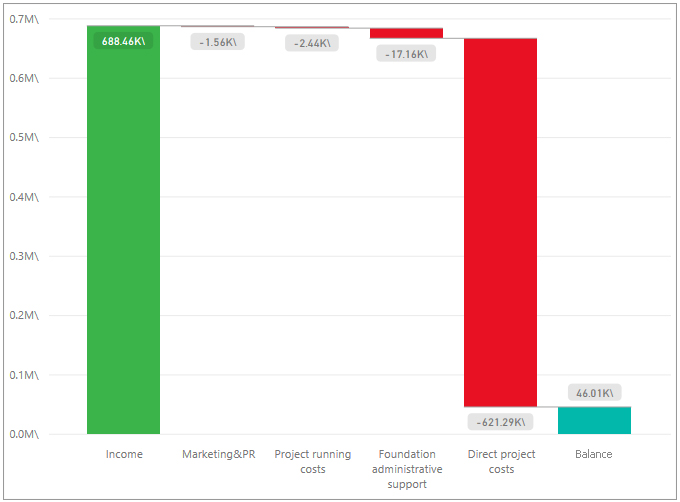 0.7M\
0.6M\
0.5M\
0.4M\
0.3M\
0.2M\
0.1M\
0.0M\
688.46K\
-1.56K\
-2.44K\
-17.16K\
-621.29K\
46.01K\
Income
Marketing&PR
Project running
costs
Foundation
administrative
support
Direct project
costs
Balance